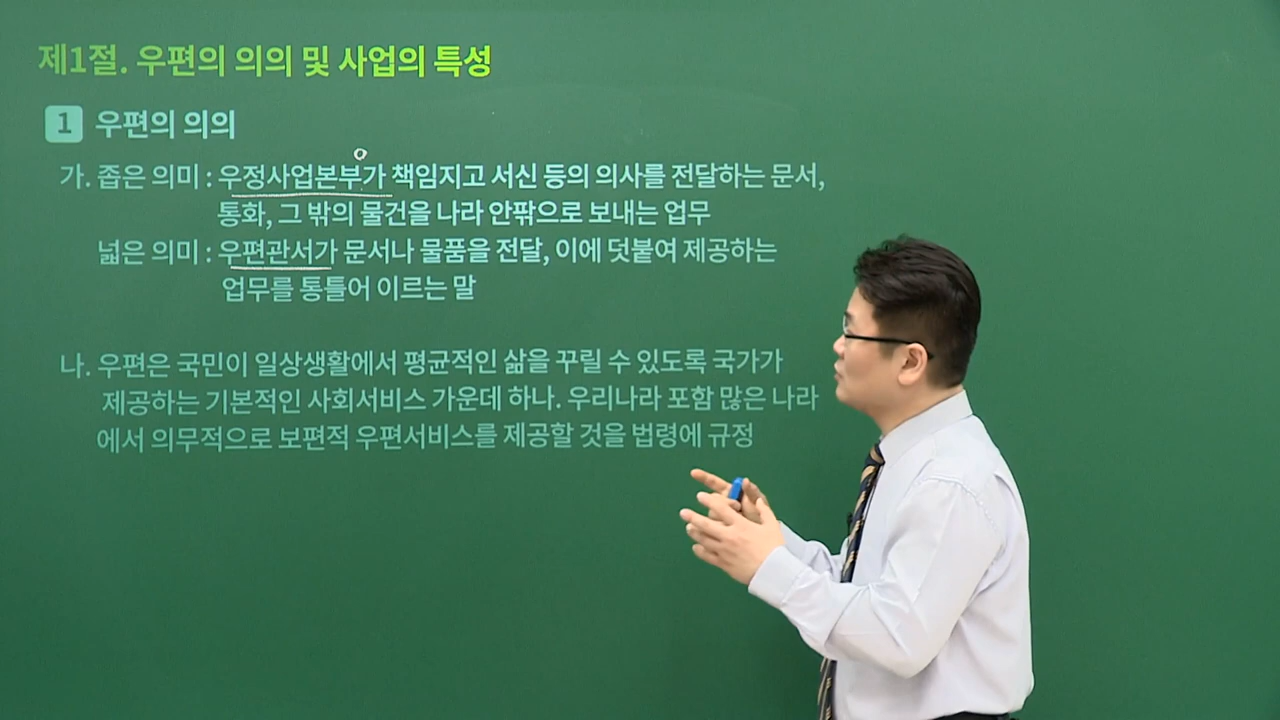 제1절. 우편의 의의 및 사업의 특성
1 우편의 의의
가. 좁은 의미 : 우정사업본부가 책임지고 서신 등의 의사를 전달하는 문서,
통화, 그 밖의 물건을 나라 안팎으로 보내는 업무
넓은 의미 : 우편관서가 문서나 물품을 전달, 이에 덧붙여 제공하는
업무를 통틀어 이르는 말
나. 우편은 국민이 일상생활에서 평균적인 삶을 꾸릴 수 있도록 국가가
제공하는 기본적인 사회서비스 가운데 하나. 우리나라 포함 많은 나라
에서 의무적으로 보편적 우편서비스를 제공할 것을 법령에 규정